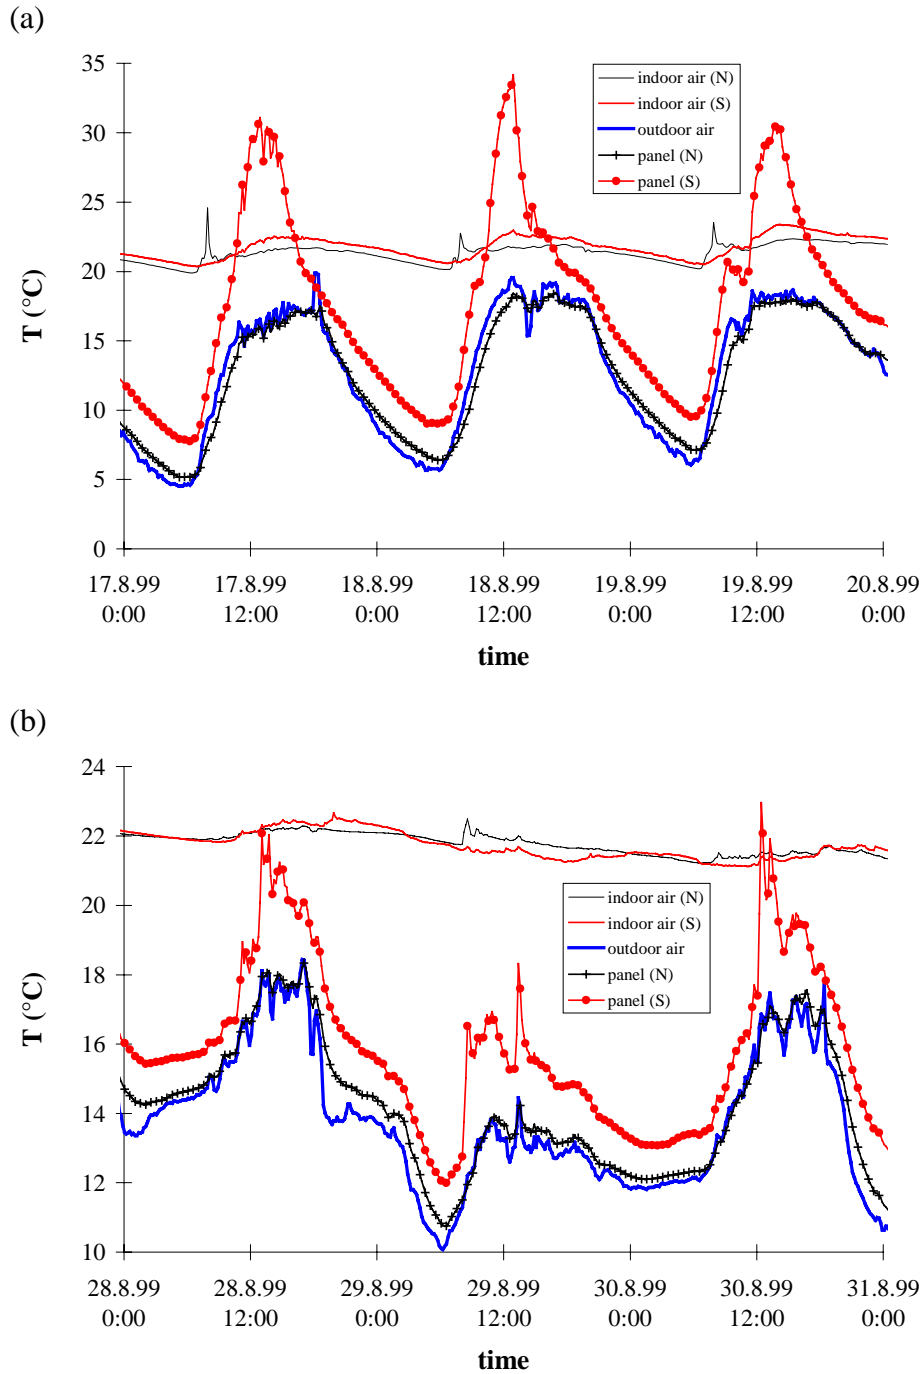 (a)
35
30
25
20
15
10
5
0
T (°C)
indoor air (N)
indoor air (S)
outdoor air
panel (N)
panel (S)
17.8.99 17.8.99 18.8.99 18.8.99 19.8.99 19.8.99 20.8.99
0:00 12:00 0:00 12:00 0:00 12:00 0:00
time
(b)
24
22
20
18
16
14
12
10
T (°C)
indoor air (N)
indoor air (S)
outdoor air
panel (N)
panel (S)
28.8.99 28.8.99 29.8.99 29.8.99 30.8.99 30.8.99 31.8.99
0:00 12:00 0:00 12:00 0:00 12:00 0:00
time